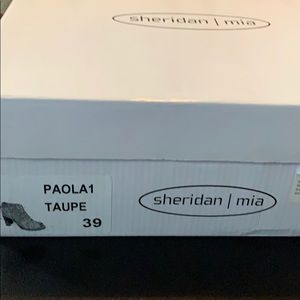 sheridan | mia
PAOLA1
TAUPE
39
sheridan | mia